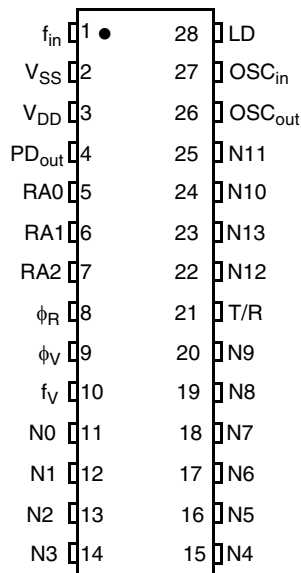 fin 1 28 LD
VSS 2 27 OSCin
VDD 3 26 OSCout
PDout 4 25 N11
RA0 5 24 N10
RA1 6 23 N13
RA2 7 22 N12
ϕR 8 21 T/R
ϕV 9 20 N9
fV 10 19 N8
N0 11 18 N7
N1 12 17 N6
N2 13 16 N5
N3 14 15 N4